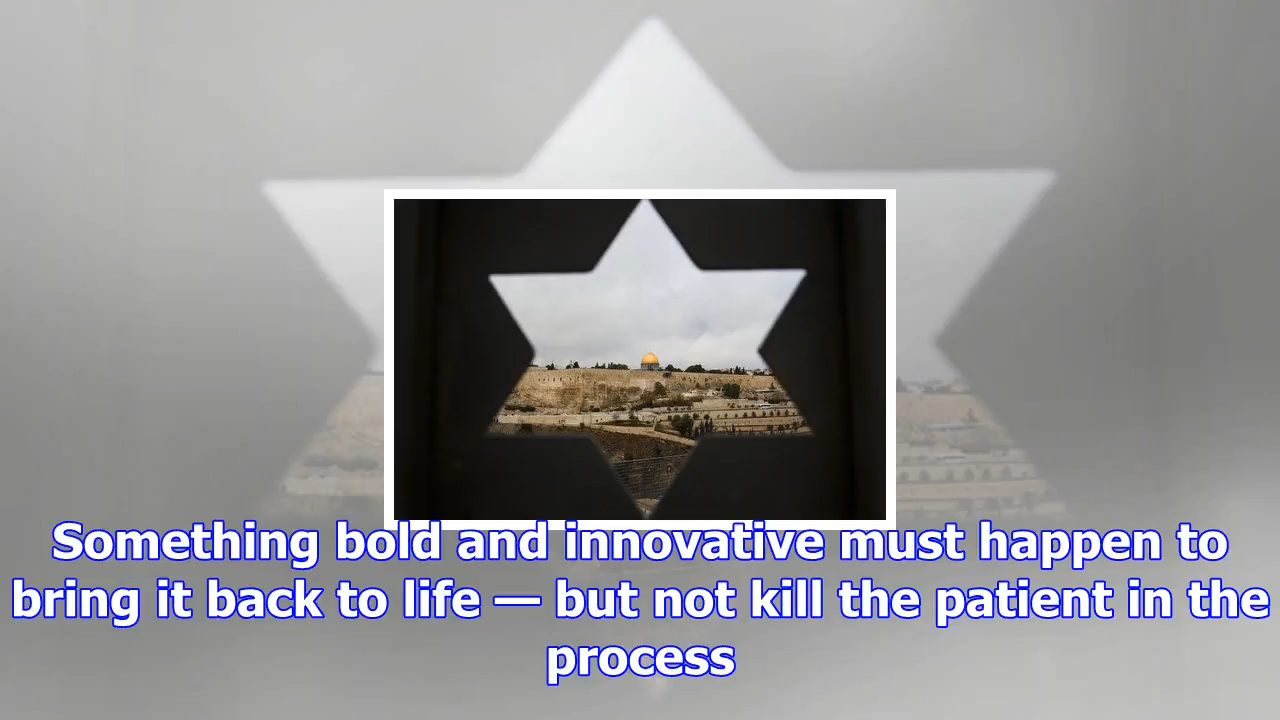 Something bold and innovative must happen to
bring it back to life — but not kill the patient in the
process